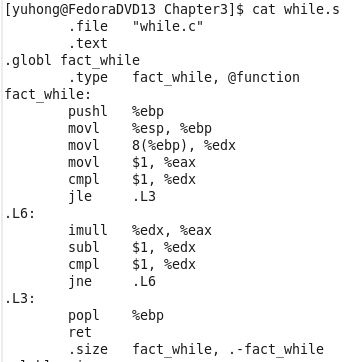 [yuhong@FedoraDVD13 Chapter3]$ cat while.s
.file "while.c"
.text
.globl fact_while
.type fact_while, @function
fact_while:
pushl %ebp
movl %esp, %ebp
movl 8(%ebp), %edx
movl $1, %eax
cmpl $1, %edx
jle .L3
.L6:
imull %edx, %eax
subl $1, %edx
cmpl $1, %edx
jne .L6
.L3:
popl %ebp
ret
.size fact_while, .-fact_while